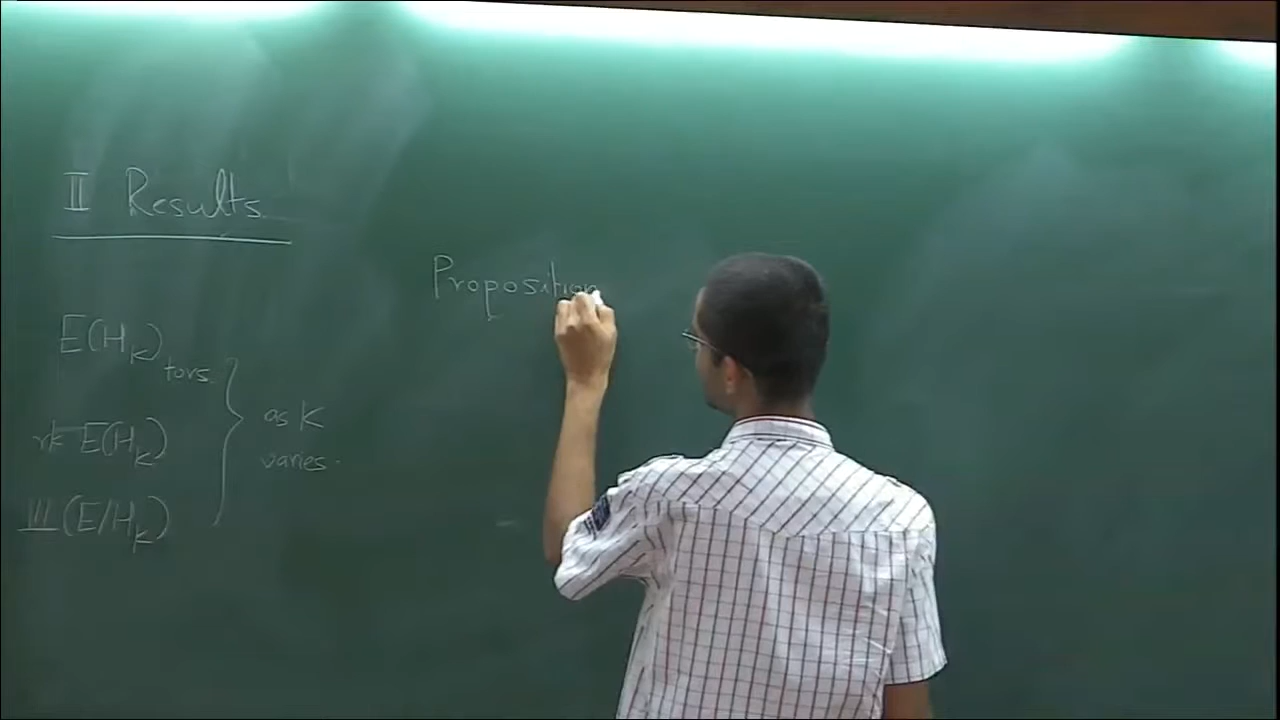 II Results
E(H_K)_tors
rk E(H_K)
Ш(E/H_K)
as K
varies.
Proposition